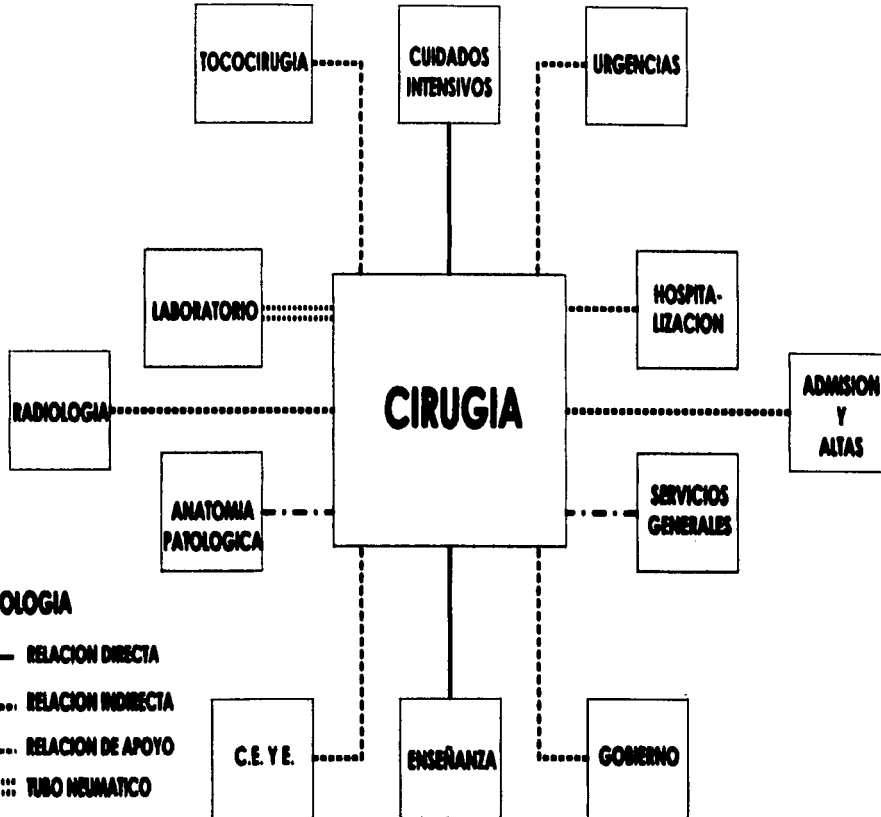 TOCOCIRUGIA
CUIDADOS
INTENSIVOS
URGENCIAS
LABORATORIO
HOSPITA-
LIZACION
RADIOLOGIA
CIRUGIA
ADMISION
Y
ALTAS
ANATOMIA
PATOLOGICA
SERVICIOS
GENERALES
OLOGIA
RELACION DIRECTA
RELACION INDIRECTA
RELACION DE APOYO
TUBO NEUMATICO
C.E. Y E.
ENSEÑANZA
GOBIERNO